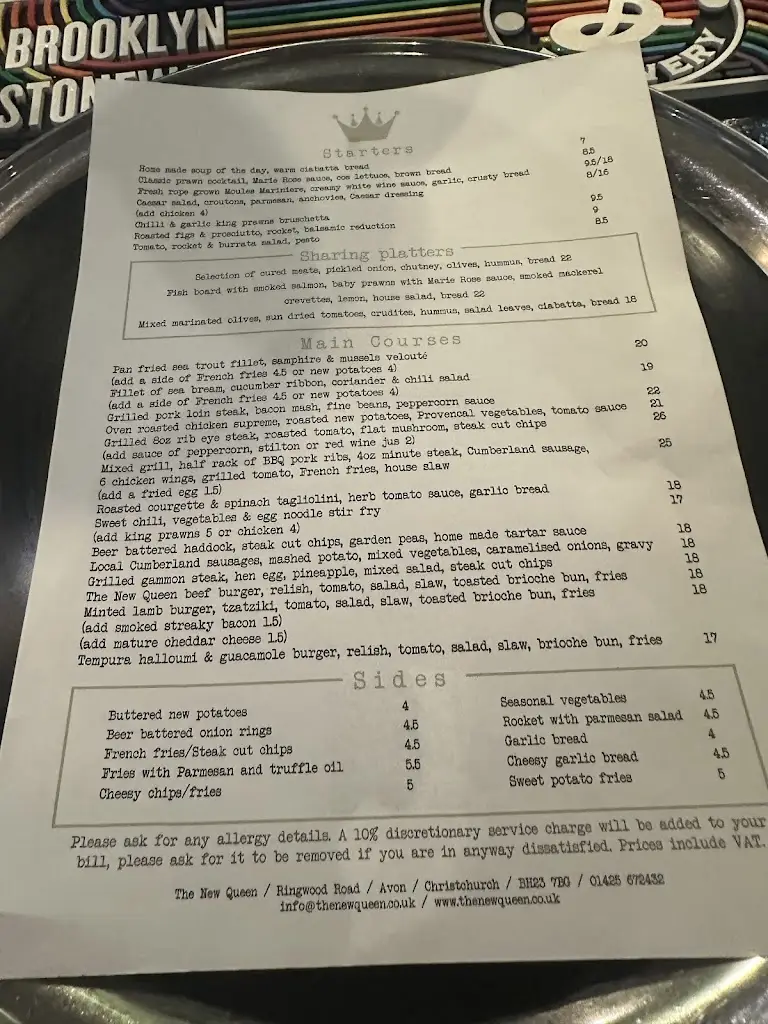 BROOKLYN
STON
ERY
Starters
Home made soup of the day, warm ciabatta bread 7
Classic prawn cocktail, Marie Rose sauce, cos lettuce, brown bread 8.5
Fresh rope grown Moules Mariniere, creamy white wine sauce, garlic, crusty bread 9.5/18
Caesar salad, croutons, parmesan, anchovies, Caesar dressing 8/16
(add chicken 4)
Chilli & garlic king prawns bruschetta 9.5
Roasted figs & prosciutto, rocket, balsamic reduction 9
Tomato, rocket & burrata salad, pesto 8.5
Sharing platters
Selection of cured meats, pickled onion, chutney, olives, hummus, bread 22
Fish board with smoked salmon, baby prawns with Marie Rose sauce, smoked mackerel
crevettes, lemon, house salad, bread 22
Mixed marinated olives, sun dried tomatoes, crudites, hummus, salad leaves, ciabatta, bread 18
Main Courses
Pan fried sea trout fillet, samphire & mussels velouté 20
(add a side of French fries 4.5 or new potatoes 4)
Fillet of sea bream, cucumber ribbon, coriander & chili salad 19
(add a side of French fries 4.5 or new potatoes 4)
Grilled pork loin steak, bacon mash, fine beans, peppercorn sauce 22
Oven roasted chicken supreme, roasted new potatoes, Provencal vegetables, tomato sauce 21
Grilled 8oz rib eye steak, roasted tomato, flat mushroom, steak cut chips 26
(add sauce of peppercorn, stilton or red wine jus 2)
Mixed grill, half rack of BBQ pork ribs, 4oz minute steak, Cumberland sausage, 25
6 chicken wings, grilled tomato, French fries, house slaw
(add a fried egg 1.5)
Roasted courgette & spinach tagliolini, herb tomato sauce, garlic bread 18
Sweet chili, vegetables & egg noodle stir fry 17
(add king prawns 5 or chicken 4)
Beer battered haddock, steak cut chips, garden peas, home made tartar sauce 18
Local Cumberland sausages, mashed potato, mixed vegetables, caramelised onions, gravy 18
Grilled gammon steak, hen egg, pineapple, mixed salad, steak cut chips 18
The New Queen beef burger, relish, tomato, salad, slaw, toasted brioche bun, fries 18
Minted lamb burger, tzatziki, tomato, salad, slaw, toasted brioche bun, fries 18
(add smoked streaky bacon 1.5)
(add mature cheddar cheese 1.5)
Tempura halloumi & guacamole burger, relish, tomato, salad, slaw, brioche bun, fries 17
Sides
Buttered new potatoes 4
Beer battered onion rings 4.5
French fries/Steak cut chips 4.5
Fries with Parmesan and truffle oil 5.5
Cheesy chips/fries 5
Seasonal vegetables 4.5
Rocket with parmesan salad 4.5
Garlic bread 4
Cheesy garlic bread 4.5
Sweet potato fries 5
Please ask for any allergy details. A 10% discretionary service charge will be added to your
bill, please ask for it to be removed if you are in anyway dissatisfied. Prices include VAT.
The New Queen / Ringwood Road / Avon / Christchurch / BH23 7BG / 01425 672432
info@thenewqueen.co.uk / www.thenewqueen.co.uk